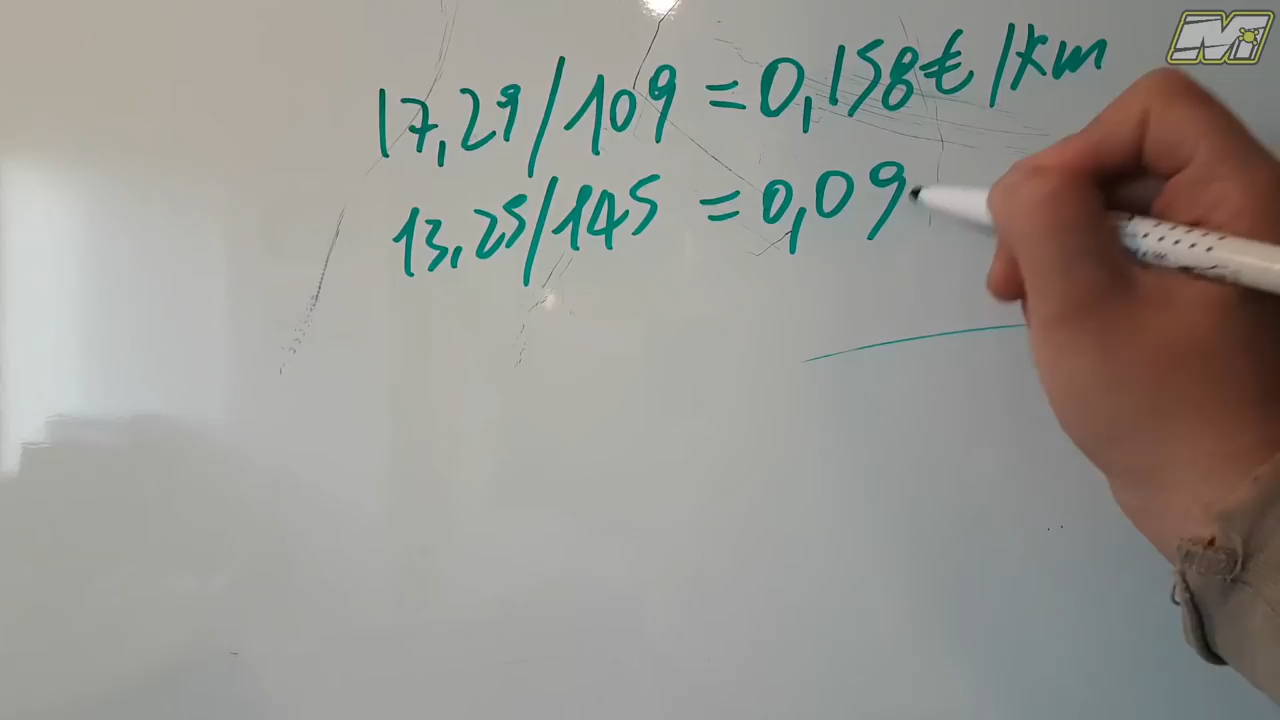 17,29/109 = 0,158€/km
13,25/145 = 0,09